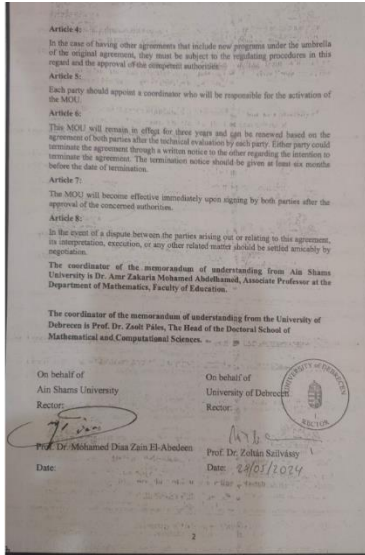 Article 4:
In the case of having other agreements that include new programs under the umbrella
of the original agreement, they must be subject to the regulating procedures in this
regard and the approval of the competent authorities.
Article 5:
Each party should appoint a coordinator who will be responsible for the activation of
the MOU.
Article 6:
This MOU will remain in effect for three years and can be renewed based on the
agreement of both parties after the technical evaluation by each party. Either party could
terminate the agreement through a written notice to the other regarding the intention to
terminate the agreement. The termination notice should be given at least six months
before the date of termination.
Article 7:
The MOU will become effective immediately upon signing by both parties after the
approval of the concerned authorities.
Article 8:
In the event of a dispute between the parties arising out or relating to this agreement,
its interpretation, execution, or any other related matter should be settled amicably by
negotiation.
The coordinator of the memorandum of understanding from Ain Shams
University is Dr. Amr Zakaria Mohamed Abdelhamed, Associate Professor at the
Department of Mathematics, Faculty of Education.
The coordinator of the memorandum of understanding from the University of
Debrecen is Prof. Dr. Zsolt Páles, The Head of the Doctoral School of
Mathematical and Computational Sciences.
On behalf of
Ain Shams University
Rector:
Prof. Dr. Mohamed Diaa Zain El-Abedeen
Date:
On behalf of
University of Debrecen
Rector:
UNIVERSITY of DEBRECEN
RECTOR
Prof. Dr. Zoltán Szilvássy
Date: 28/05/2024
2